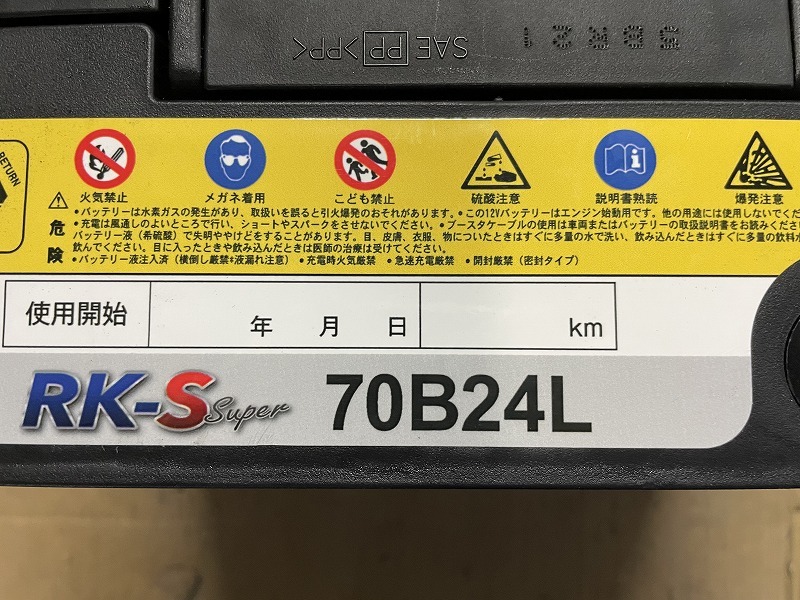 SAE PP >PP<
RETURN
火気禁止 メガネ着用 こども禁止 硫酸注意 説明書熟読 爆発注意
危険
•バッテリーは水素ガスの発生があり、取扱いを誤ると引火爆発のおそれがあります。•この12Vバッテリーはエンジン始動用です。他の用途には使用しないでくだ
•充電は風通しのよいところで行い、ショートやスパークをさせないでください。•ブースタケーブルの使用は車両またはバッテリーの取扱説明書をお読みくださ
バッテリー液（希硫酸）で失明ややけどをすることがあります。目、皮膚、衣服、物についたときはすぐに多量の水で洗い、飲み込んだときはすぐに多量の飲料水
飲んでください。目に入ったときや飲み込んだときは医師の治療は受けてください。
•バッテリー液注入済（横倒し厳禁*液漏れ注意） •充電時火気厳禁 •急速充電厳禁 •開封厳禁（密封タイプ）
使用開始 年 月 日 km
RK-S Super 70B24L